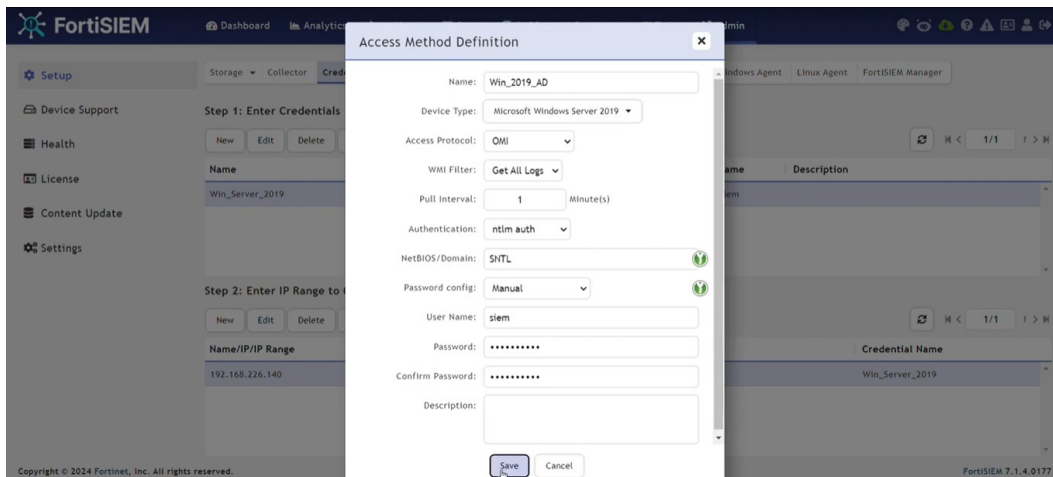 FortiSIEM
Dashboard
Analytics
Admin
Setup
Device Support
Health
License
Content Update
Settings
Storage
Collector
Windows Agent
Linux Agent
FortiSIEM Manager
Step 1: Enter Credentials
New Edit Delete
1/1
Name
Description
Win_Server_2019
Step 2: Enter IP Range to
New Edit Delete
1/1
Name/IP/IP Range
Credential Name
192.168.226.140
Win_Server_2019
Access Method Definition
Name: Win_2019_AD
Device Type: Microsoft Windows Server 2019
Access Protocol: OMI
WMI Filter: Get All Logs
Pull Interval: 1 Minute(s)
Authentication: ntlm auth
NetBIOS/Domain: SNTL
Password config: Manual
User Name: siem
Password: ••••••••••
Confirm Password: ••••••••••
Description:
Save Cancel
Copyright © 2024 Fortinet, Inc. All rights reserved.
FortiSIEM 7.1.4.0177